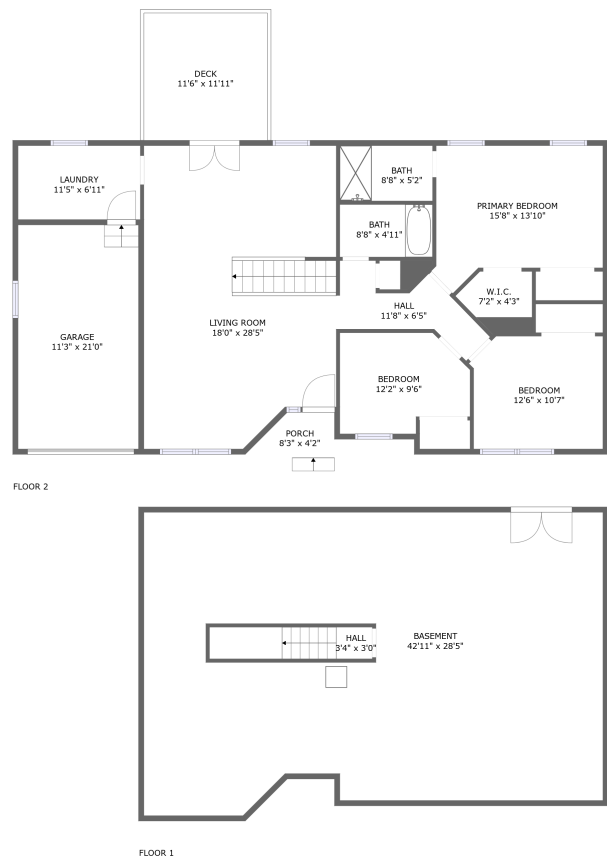 DECK
11'6" x 11'11"
LAUNDRY
11'5" x 6'11"
BATH
8'8" x 5'2"
PRIMARY BEDROOM
15'8" x 13'10"
BATH
8'8" x 4'11"
W.I.C.
7'2" x 4'3"
HALL
11'8" x 6'5"
LIVING ROOM
18'0" x 28'5"
GARAGE
11'3" x 21'0"
BEDROOM
12'2" x 9'6"
BEDROOM
12'6" x 10'7"
PORCH
8'3" x 4'2"
FLOOR 2
HALL
3'4" x 3'0"
BASEMENT
42'11" x 28'5"
FLOOR 1